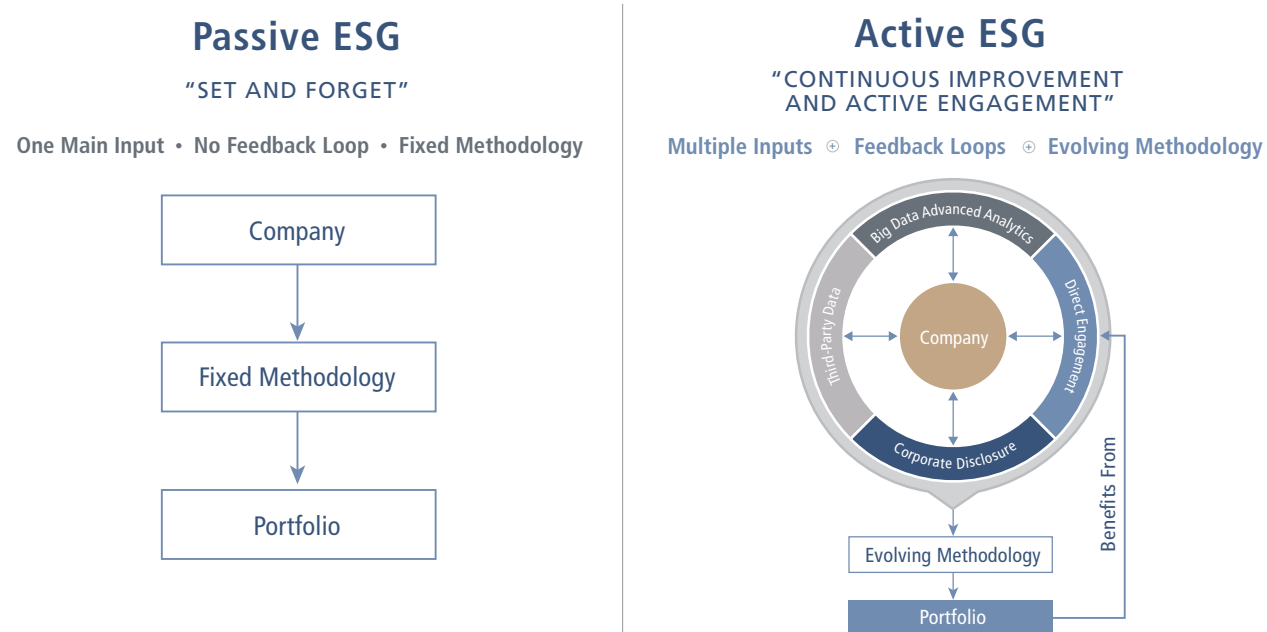 Passive ESG
“SET AND FORGET”
One Main Input • No Feedback Loop • Fixed Methodology
Company
Fixed Methodology
Portfolio
Active ESG
“CONTINUOUS IMPROVEMENT
AND ACTIVE ENGAGEMENT”
Multiple Inputs ⊕ Feedback Loops ⊕ Evolving Methodology
Big Data Advanced Analytics
Third-Party Data
Company
Direct Engagement
Corporate Disclosure
Benefits From
Evolving Methodology
Portfolio